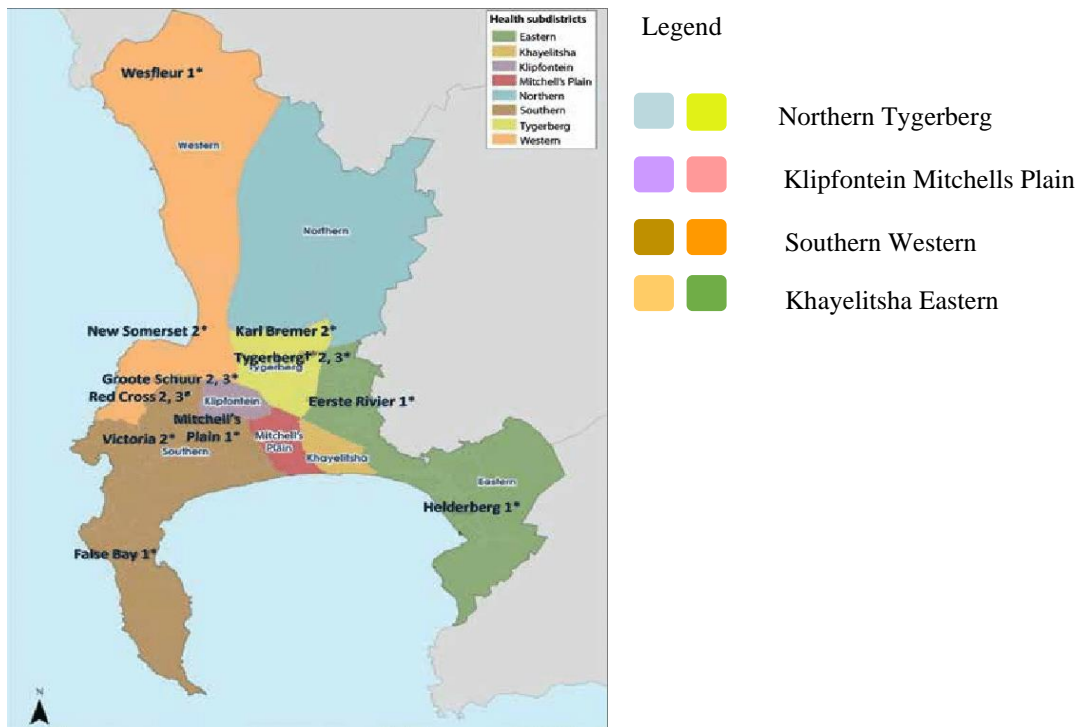 Health subdistricts
Eastern
Khayelitsha
Klipfontein
Mitchell's Plain
Northern
Southern
Tygerberg
Western
Wesfleur 1*
Western
Northern
New Somerset 2*
Karl Bremer 2*
Tygerberg† 2, 3*
Tygerberg
Groote Schuur 2, 3*
Red Cross 2, 3*
Klipfontein
Eerste Rivier 1*
Mitchell's
Plain 1*
Victoria 2*
Southern
Mitchell's
Plain
Khayelitsha
Eastern
Helderberg 1*
False Bay 1*
N
Legend
Northern Tygerberg
Klipfontein Mitchells Plain
Southern Western
Khayelitsha Eastern